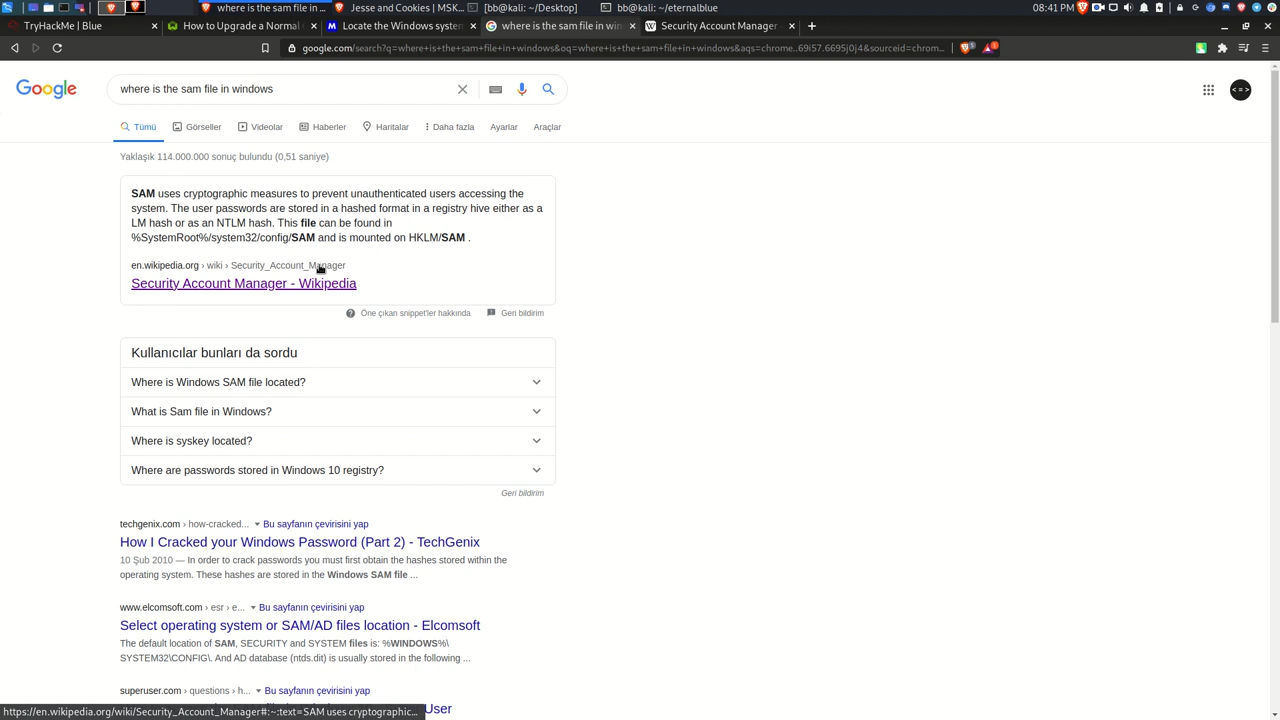 where is the sam file in ...
Jesse and Cookies | MSK...
[bb@kali: ~/Desktop]
bb@kali: ~/eternalblue
08:41 PM
TryHackMe | Blue
How to Upgrade a Normal
Locate the Windows system
where is the sam file in win
Security Account Manager -
google.com/search?q=where+is+the+sam+file+in+windows&oq=where+is+the+sam+file+in+windows&aqs=chrome..69i57.6695j0j4&sourceid=chrom...
Google
where is the sam file in windows
< = >
Tümü
Görseller
Videolar
Haberler
Haritalar
Daha fazla
Ayarlar
Araçlar
Yaklaşık 114.000.000 sonuç bulundu (0,51 saniye)
SAM uses cryptographic measures to prevent unauthenticated users accessing the
system. The user passwords are stored in a hashed format in a registry hive either as a
LM hash or as an NTLM hash. This file can be found in
%SystemRoot%/system32/config/SAM and is mounted on HKLM/SAM .
en.wikipedia.org › wiki › Security_Account_Manager
Security Account Manager - Wikipedia
Öne çıkan snippet'ler hakkında
Geri bildirim
Kullanıcılar bunları da sordu
Where is Windows SAM file located?
What is Sam file in Windows?
Where is syskey located?
Where are passwords stored in Windows 10 registry?
Geri bildirim
techgenix.com › how-cracked... Bu sayfanın çevirisini yap
How I Cracked your Windows Password (Part 2) - TechGenix
10 Şub 2010 — In order to crack passwords you must first obtain the hashes stored within the
operating system. These hashes are stored in the Windows SAM file ...
www.elcomsoft.com › esr › e... Bu sayfanın çevirisini yap
Select operating system or SAM/AD files location - Elcomsoft
The default location of SAM, SECURITY and SYSTEM files is: %WINDOWS%\
SYSTEM32\CONFIG\. And AD database (ntds.dit) is usually stored in the following ...
superuser.com › questions › h... Bu sayfanın çevirisini yap
User
https://en.wikipedia.org/wiki/Security_Account_Manager#:~:text=SAM uses cryptographic...